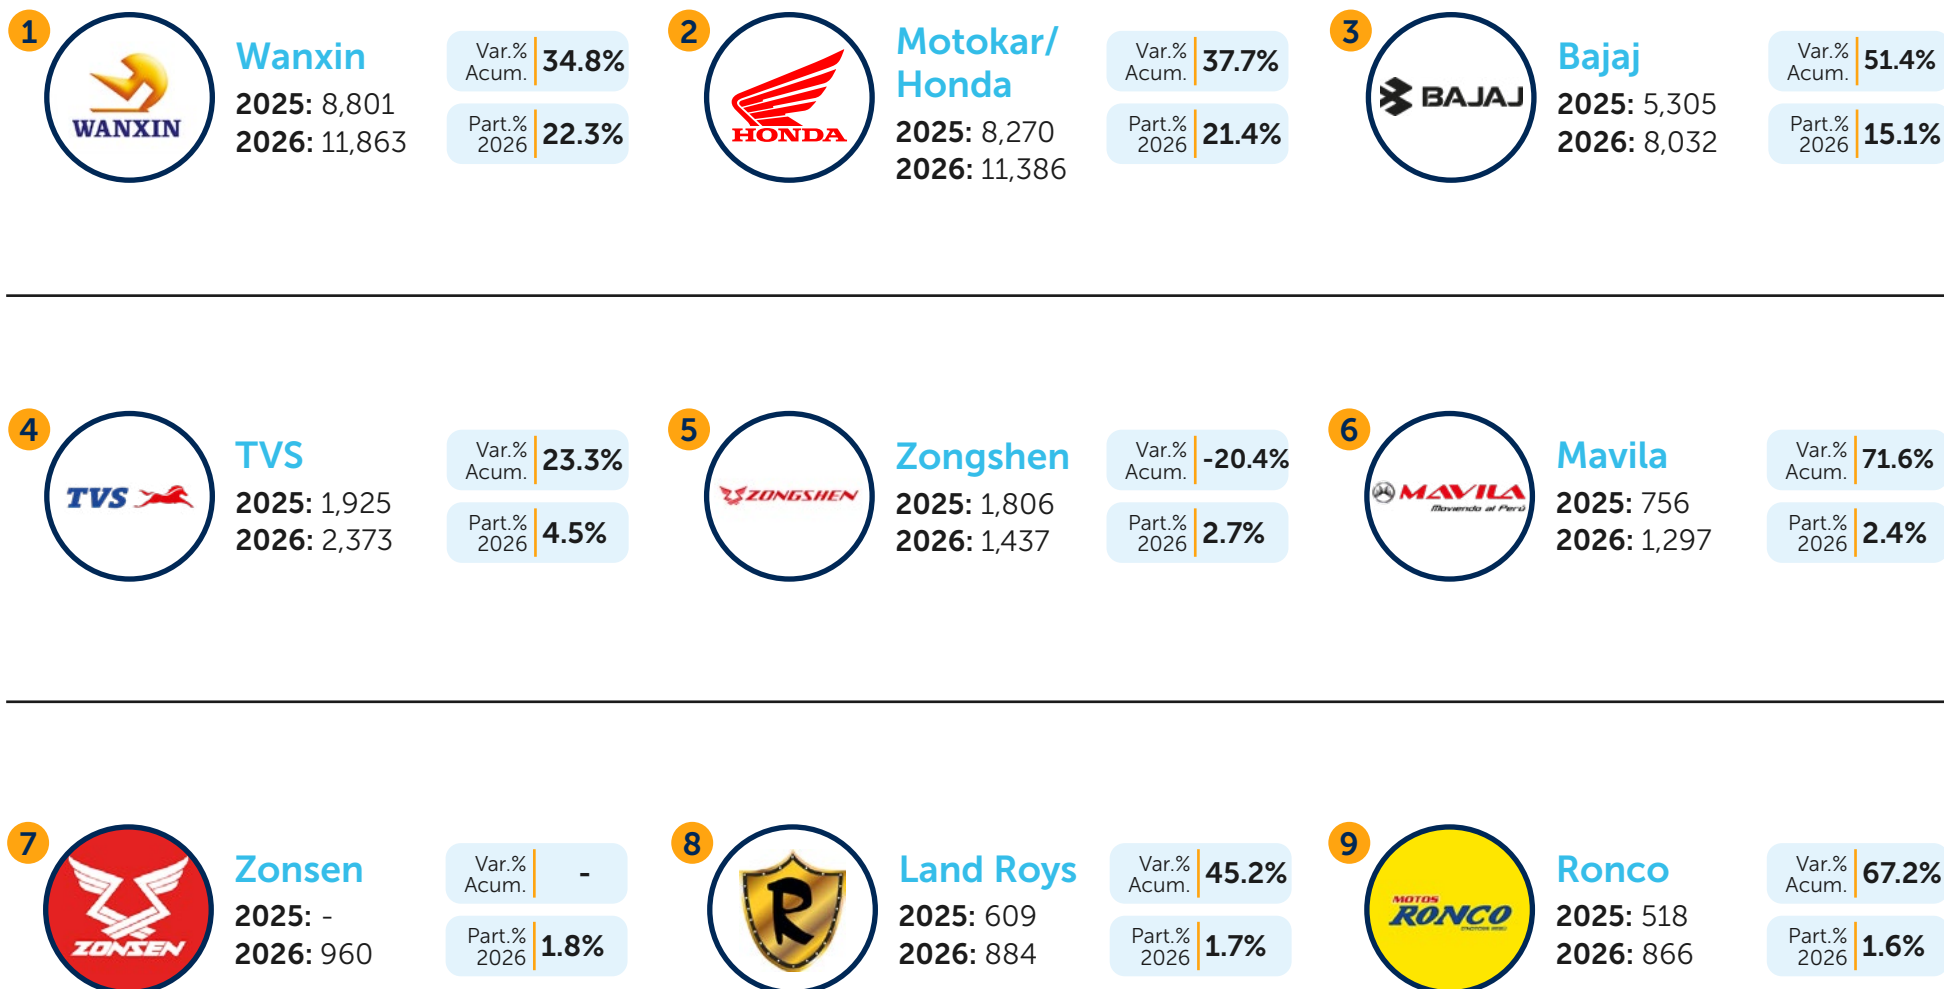 1
WANXIN
Wanxin
2025: 8,801
2026: 11,863
Var.% Acum. 34.8%
Part.% 2026 22.3%
2
HONDA
Motokar/
Honda
2025: 8,270
2026: 11,386
Var.% Acum. 37.7%
Part.% 2026 21.4%
3
BAJAJ
Bajaj
2025: 5,305
2026: 8,032
Var.% Acum. 51.4%
Part.% 2026 15.1%
4
TVS
TVS
2025: 1,925
2026: 2,373
Var.% Acum. 23.3%
Part.% 2026 4.5%
5
ZONGSHEN
Zongshen
2025: 1,806
2026: 1,437
Var.% Acum. -20.4%
Part.% 2026 2.7%
6
MAVILA
Moviendo al Perú
Mavila
2025: 756
2026: 1,297
Var.% Acum. 71.6%
Part.% 2026 2.4%
7
ZONSEN
Zonsen
2025: -
2026: 960
Var.% Acum. -
Part.% 2026 1.8%
8
R
Land Roys
2025: 609
2026: 884
Var.% Acum. 45.2%
Part.% 2026 1.7%
9
MOTOS
RONCO
Ronco
2025: 518
2026: 866
Var.% Acum. 67.2%
Part.% 2026 1.6%